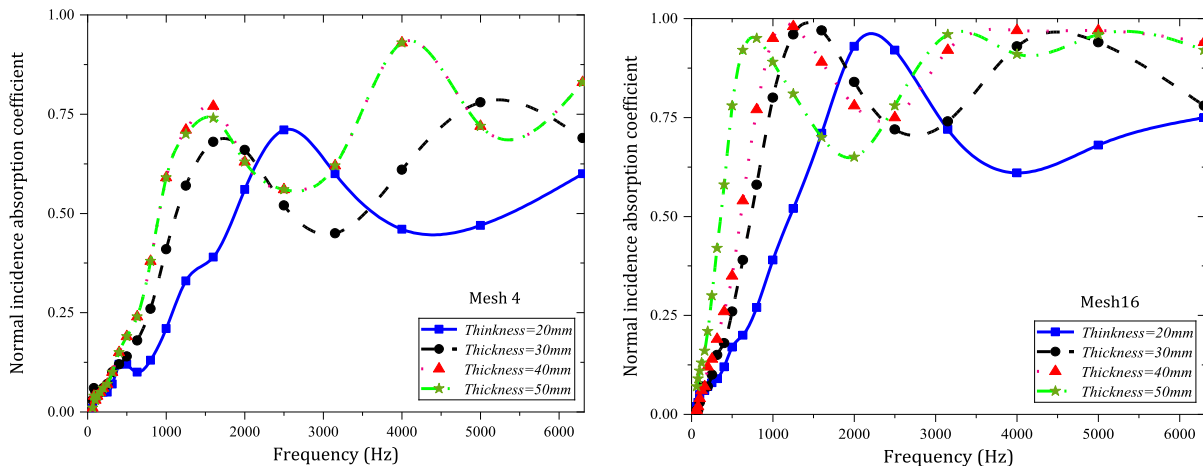 Normal incidence absorption coefficient
1.00
0.75
0.50
0.25
0.00
Mesh 4
Thinkness=20mm
Thickness=30mm
Thickness=40mm
Thickness=50mm
0 1000 2000 3000 4000 5000 6000
Frequency (Hz)
Normal incidence absorption coefficient
1.00
0.75
0.50
0.25
0.00
Mesh16
Thinkness=20mm
Thickness=30mm
Thickness=40mm
Thickness=50mm
0 1000 2000 3000 4000 5000 6000
Frequency (Hz)